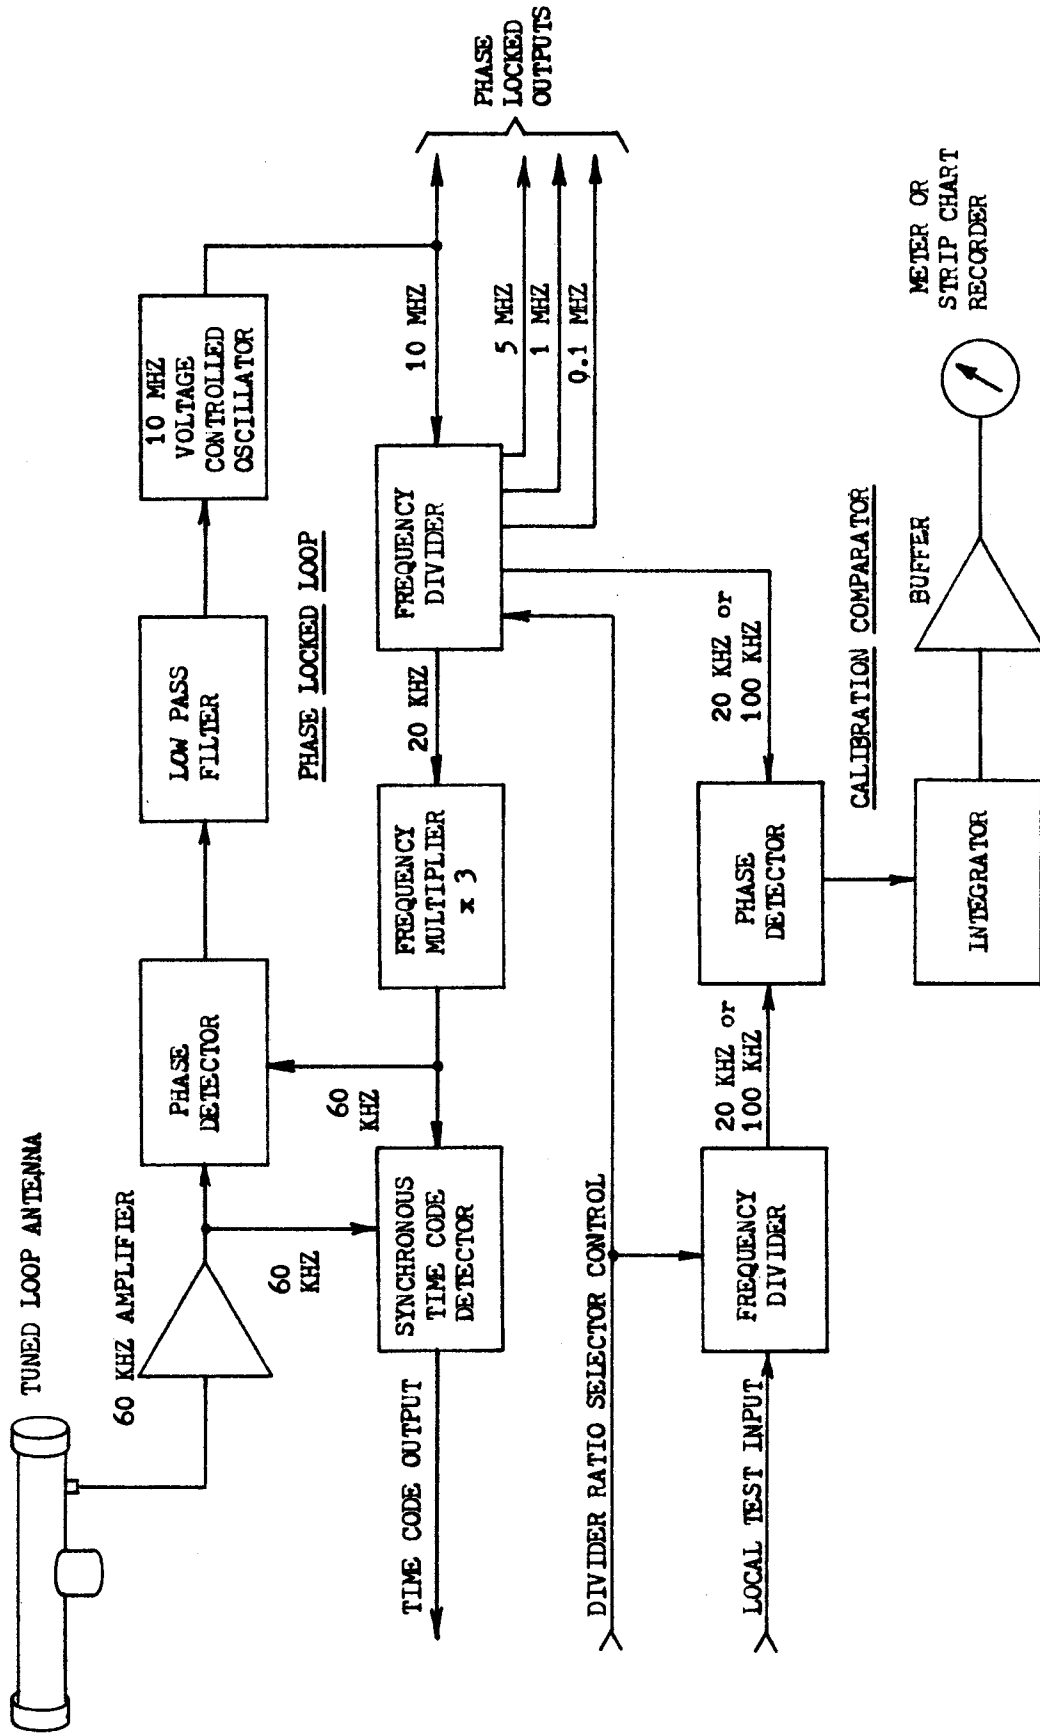 TUNED LOOP ANTENNA
60 KHZ AMPLIFIER
PHASE
DETECTOR
LOW PASS
FILTER
10 MHZ
VOLTAGE
CONTROLLED
OSCILLATOR
PHASE LOCKED LOOP
60
KHZ
60
KHZ
TIME CODE OUTPUT
SYNCHRONOUS
TIME CODE
DETECTOR
FREQUENCY
MULTIPLIER
x 3
20 KHZ
FREQUENCY
DIVIDER
10 MHZ
5 MHZ
1 MHZ
0.1 MHZ
PHASE
LOCKED
OUTPUTS
DIVIDER RATIO SELECTOR CONTROL
LOCAL TEST INPUT
FREQUENCY
DIVIDER
20 KHZ or
100 KHZ
PHASE
DETECTOR
20 KHZ or
100 KHZ
CALIBRATION COMPARATOR
INTEGRATOR
BUFFER
METER OR
STRIP CHART
RECORDER